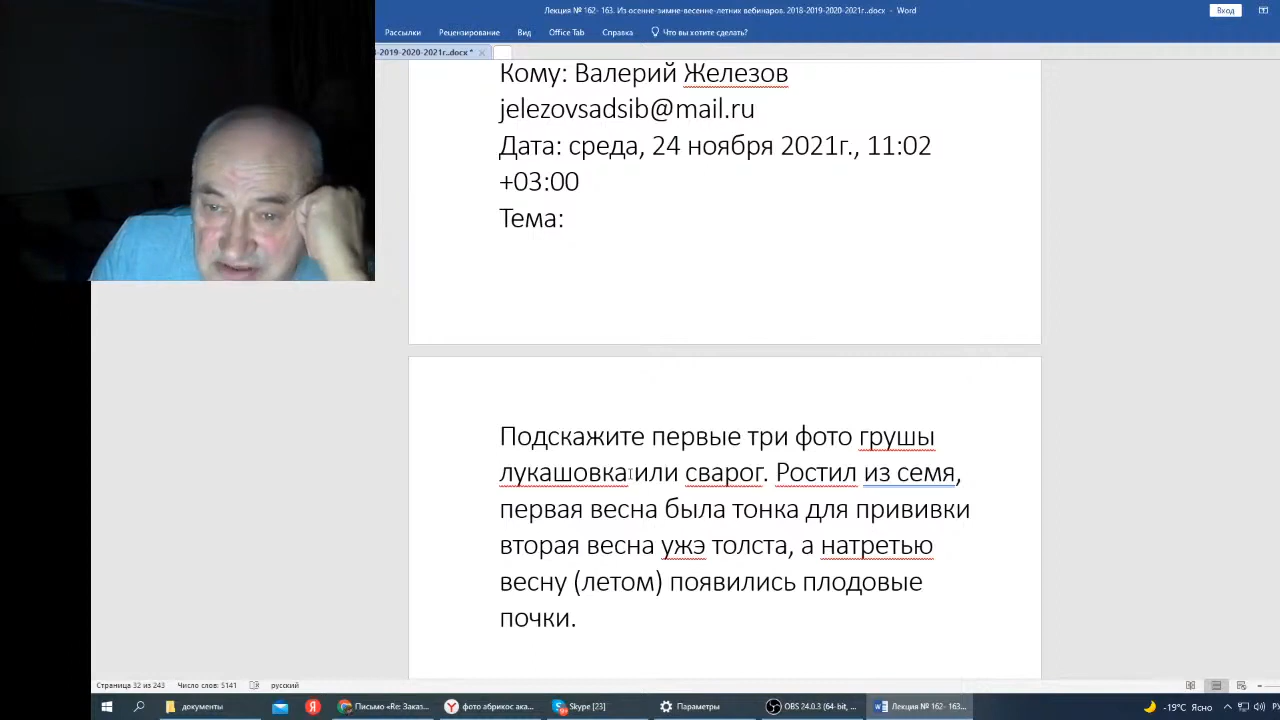 Лекция № 162- 163. Из осенне-зимне-весенне-летних вебинаров. 2018-2019-2020-2021г..docx - Word
Вход
Рассылки Рецензирование Вид Office Tab Справка Что вы хотите сделать?
-2019-2020-2021г..docx *
Кому: Валерий Железов
jelezovsadsib@mail.ru
Дата: среда, 24 ноября 2021г., 11:02
+03:00
Тема:
Подскажите первые три фото грушы
лукашовка или сварог. Ростил из семя,
первая весна была тонка для прививки
вторая весна ужэ толста, а натретью
весну (летом) появились плодовые
почки.
Страница 32 из 243 Число слов: 5141 русский
документы Письмо «Re: Заказ... фото абрикос ака... Skype [23] Параметры OBS 24.0.3 (64-bit, ... Лекция № 162- 163... -19°C Ясно